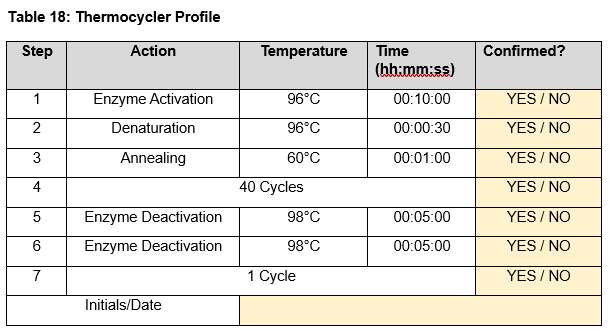 Table 18: Thermocycler Profile
Step Action Temperature Time (hh:mm:ss) Confirmed?
1 Enzyme Activation 96°C 00:10:00 YES / NO
2 Denaturation 96°C 00:00:30 YES / NO
3 Annealing 60°C 00:01:00 YES / NO
4 40 Cycles YES / NO
5 Enzyme Deactivation 98°C 00:05:00 YES / NO
6 Enzyme Deactivation 98°C 00:05:00 YES / NO
7 1 Cycle YES / NO
Initials/Date